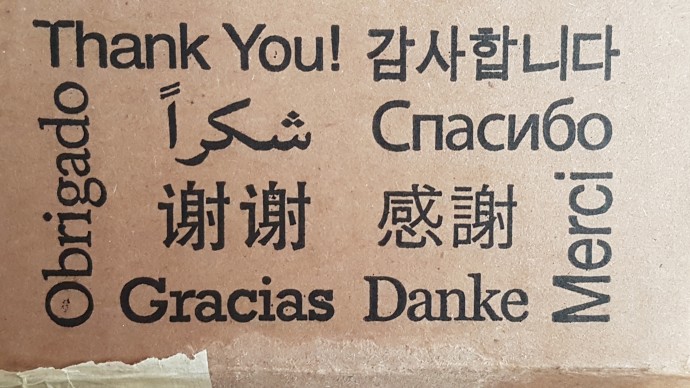 Thank You! 감사합니다
Obrigado
شكراً Спасибо
谢谢 感謝
Merci
Gracias Danke